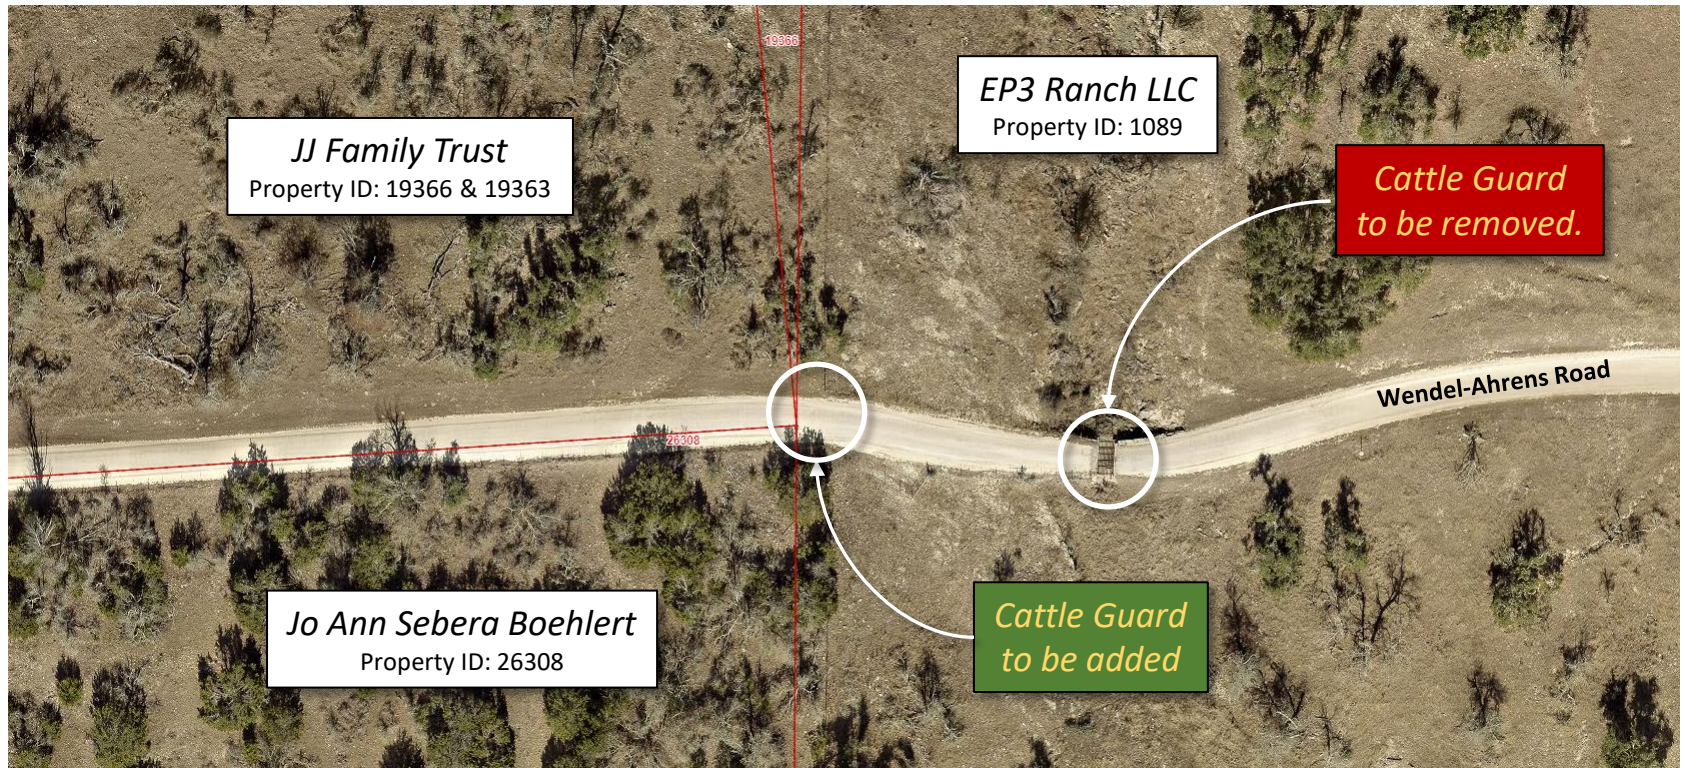 19366
EP3 Ranch LLC
Property ID: 1089
JJ Family Trust
Property ID: 19366 & 19363
Cattle Guard
to be removed.
Wendel-Ahrens Road
26308
Jo Ann Sebera Boehlert
Property ID: 26308
Cattle Guard
to be added